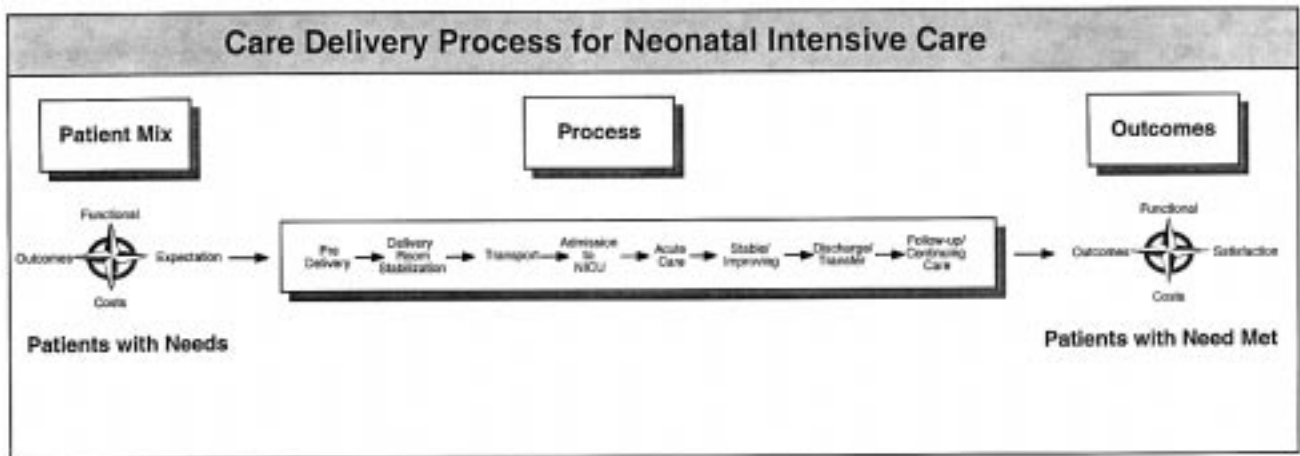 Care Delivery Process for Neonatal Intensive Care
Patient Mix
Process
Outcomes
Functional
Outcomes
Expectation
Costs
Patients with Needs
Pre
Delivery
Delivery
Room
Stabilization
Transport
Admission
to
NICU
Acute
Care
Stable/
Improving
Discharge/
Transfer
Follow-up/
Continuing
Care
Functional
Outcomes
Satisfaction
Costs
Patients with Need Met